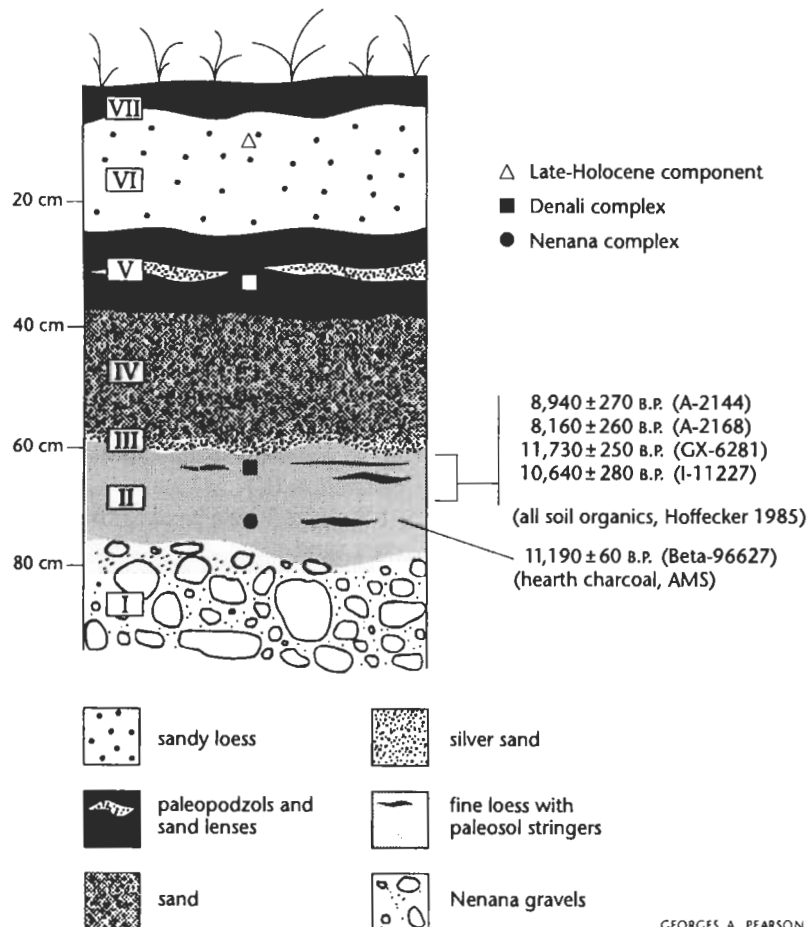 VII
VI
20 cm
V
40 cm
IV
60 cm
III
II
80 cm
I
Late-Holocene component
Denali complex
Nenana complex
8,940 ± 270 B.P. (A-2144)
8,160 ± 260 B.P. (A-2168)
11,730 ± 250 B.P. (GX-6281)
10,640 ± 280 B.P. (I-11227)
(all soil organics, Hoffecker 1985)
11,190 ± 60 B.P. (Beta-96627)
(hearth charcoal, AMS)
sandy loess
silver sand
paleopodzols and
sand lenses
fine loess with
paleosol stringers
sand
Nenana gravels
GEORGES A. PEARSON